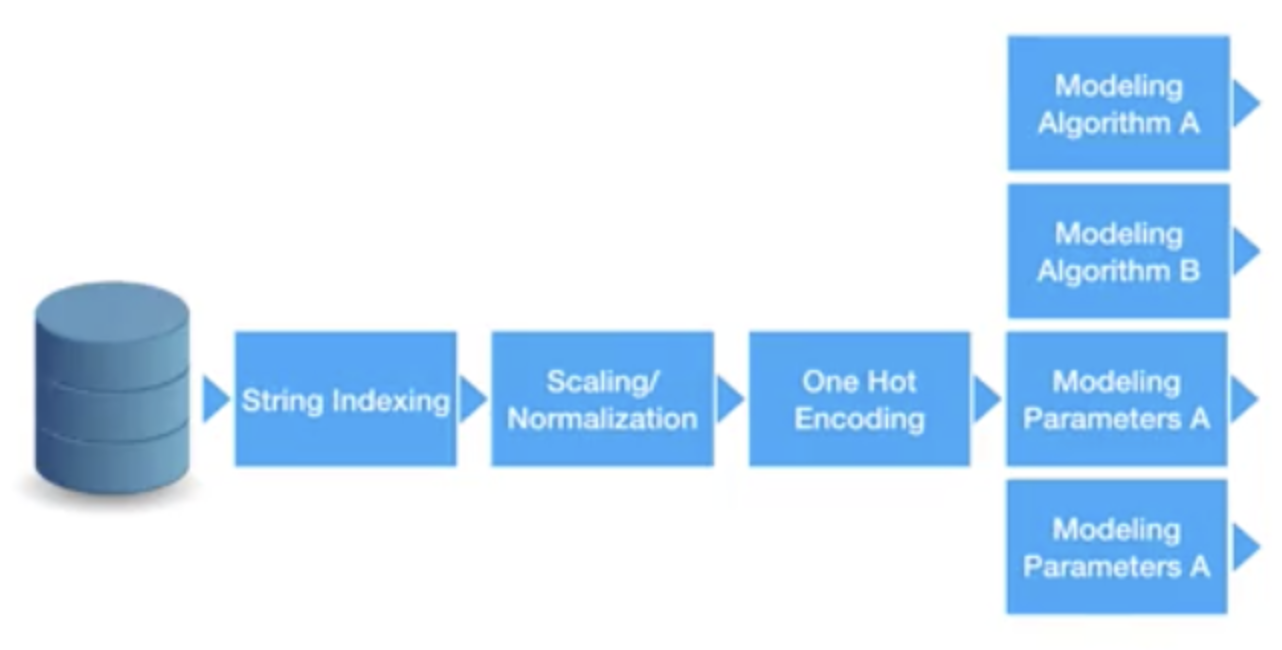 Modeling
Algorithm A
Modeling
Algorithm B
String Indexing
Scaling/
Normalization
One Hot
Encoding
Modeling
Parameters A
Modeling
Parameters A